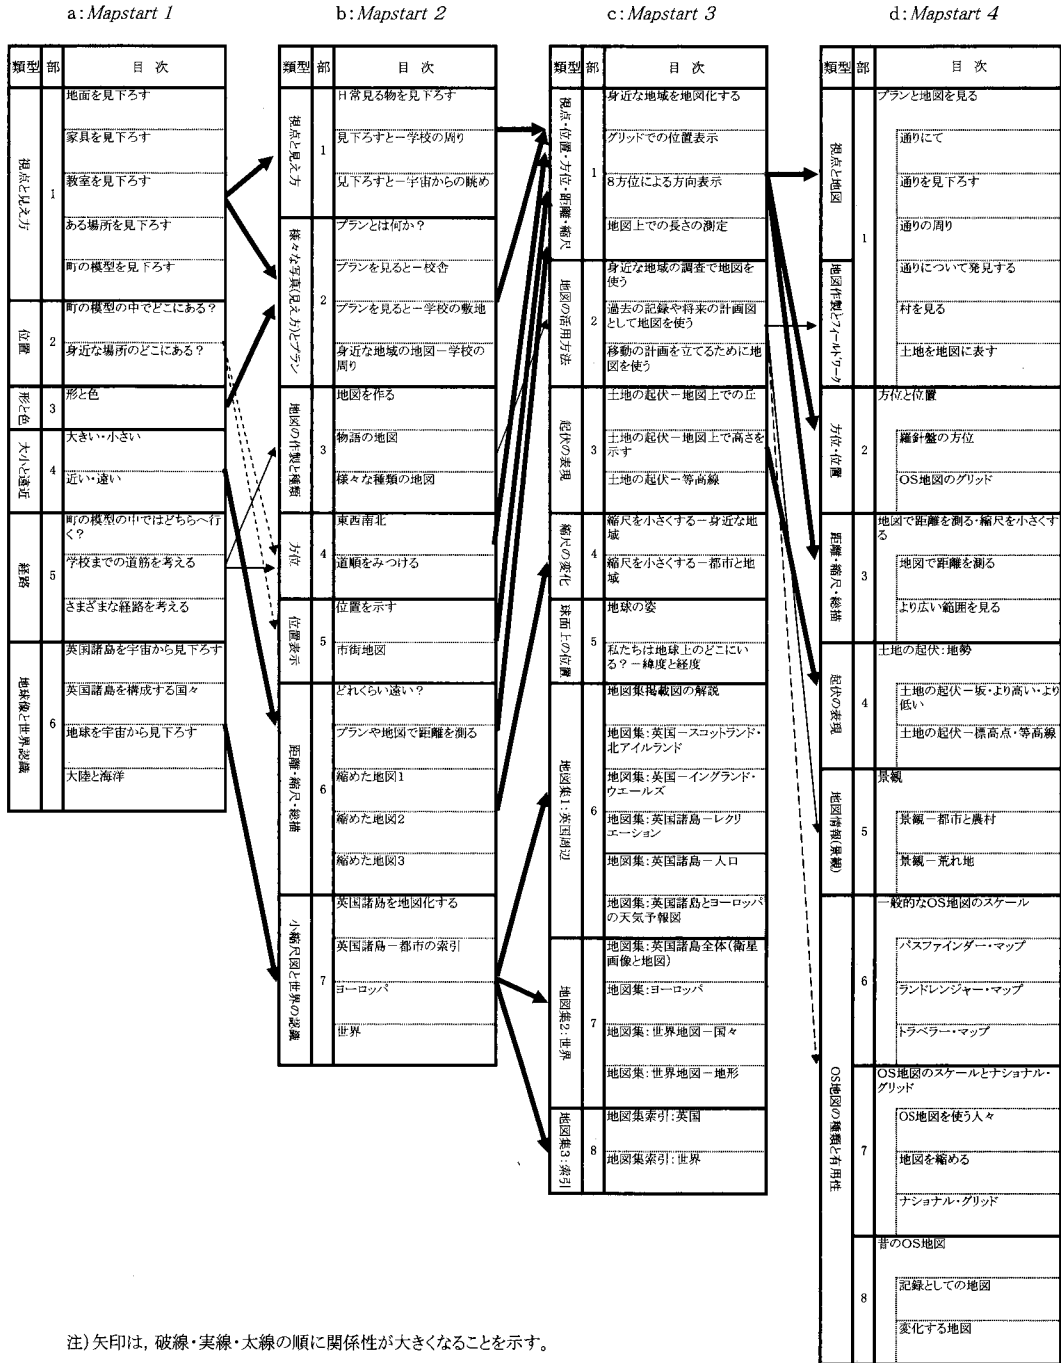 a:Mapstart 1
類型
部
目 次
視点と見え方
1
地面を見下ろす
家具を見下ろす
教室を見下ろす
ある場所を見下ろす
町の模型を見下ろす
位置
2
町の模型の中でどこにある?
身近な場所のどこにある?
形と色
3
形と色
大小と遠近
4
大きい・小さい
近い・遠い
経路
5
町の模型の中ではどちらへ行
く?
学校までの道筋を考える
さまざまな経路を考える
地球像と世界認識
6
英国諸島を宇宙から見下ろす
英国諸島を構成する国々
地球を宇宙から見下ろす
大陸と海洋
b:Mapstart 2
類型
部
目 次
視点と見え方
1
日常見る物を見下ろす
見下ろすと-学校の周り
見下ろすと-宇宙からの眺め
様々な写真(見え方)とプラン
2
プランとは何か?
プランを見ると-校舎
プランを見ると-学校の敷地
身近な地域の地図-学校の
周り
地図の作製と種類
3
地図を作る
物語の地図
様々な種類の地図
方位
4
東西南北
道順をみつける
位置表示
5
位置を示す
市街地図
距離・縮尺・総描
6
どれくらい遠い?
プランや地図で距離を測る
縮めた地図1
縮めた地図2
縮めた地図3
小縮尺図と世界の認識
7
英国諸島を地図化する
英国諸島-都市の索引
ヨーロッパ
世界
c:Mapstart 3
類型
部
目 次
視点・位置・方位・距離・縮尺
1
身近な地域を地図化する
グリッドでの位置表示
8方位による方向表示
地図上での長さの測定
地図の活用方法
2
身近な地域の調査で地図を
使う
過去の記録や将来の計画図
として地図を使う
移動の計画を立てるために地
図を使う
起伏の表現
3
土地の起伏-地図上での丘
土地の起伏-地図上で高さを
示す
土地の起伏-等高線
縮尺の変化
4
縮尺を小さくする-身近な地
域
縮尺を小さくする-都市と地
域
球面上の位置
5
地球の姿
私たちは地球上のどこにい
る?-緯度と経度
地図集1:英国周辺
6
地図集掲載図の解説
地図集:英国-スコットランド・
北アイルランド
地図集:英国-イングランド・
ウエールズ
地図集:英国諸島-レクリ
エーション
地図集:英国諸島-人口
地図集:英国諸島とヨーロッパ
の天気予報図
地図集2:世界
7
地図集:英国諸島全体(衛星
画像と地図)
地図集:ヨーロッパ
地図集:世界地図-国々
地図集:世界地図-地形
地図集3:索引
8
地図集索引:英国
地図集索引:世界
d:Mapstart 4
類型
部
目 次
視点と地図
地図作製とフィールドワーク
1
プランと地図を見る
通りにて
通りを見下ろす
通りの周り
通りについて発見する
村を見る
土地を地図に表す
方位・位置
2
方位と位置
羅針盤の方位
OS地図のグリッド
距離・縮尺・総描
3
地図で距離を測る・縮尺を小さくす
る
地図で距離を測る
より広い範囲を見る
起伏の表現
4
土地の起伏:地勢
土地の起伏-坂・より高い・より
低い
土地の起伏-標高点・等高線
地図情報(景観)
5
景観
景観-都市と農村
景観-荒れ地
OS地図の種類と有用性
6
一般的なOS地図のスケール
パスファインダー・マップ
ランドレンジャー・マップ
トラベラー・マップ
7
OS地図のスケールとナショナル・
グリッド
OS地図を使う人々
地図を縮める
ナショナル・グリッド
8
昔のOS地図
記録としての地図
変化する地図
注)矢印は,破線・実線・太線の順に関係性が大きくなることを示す。